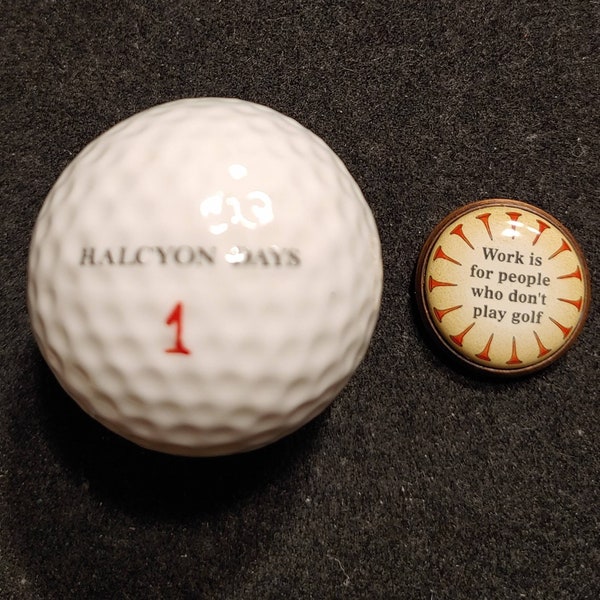 HALCYON DAYS
1
Work is
for people
who don't
play golf